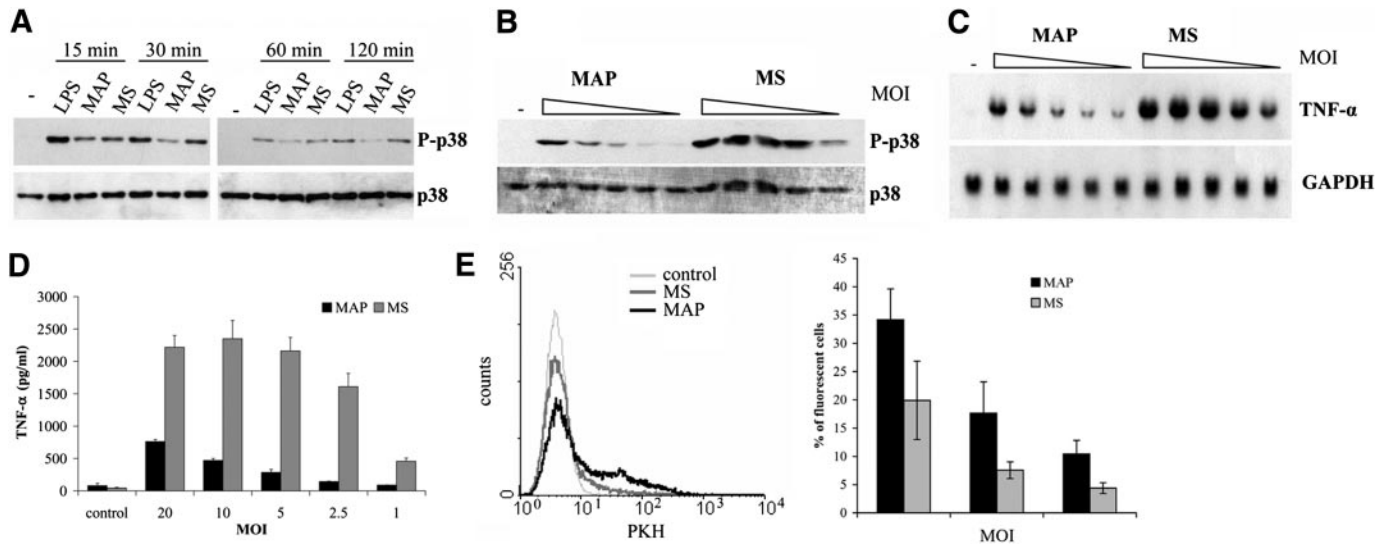 A
15 min 30 min 60 min 120 min
- LPS MAP MS LPS MAP MS - LPS MAP MS LPS MAP MS
P-p38
p38
B
MAP MS
- MOI
P-p38
p38
C
MAP MS
- MOI
TNF-α
GAPDH
D
3000
2500
2000
1500
1000
500
0
TNF-α (pg/ml)
MAP MS
control 20 10 5 2.5 1
MOI
E
256
0
counts
control
MS
MAP
10⁰ 10¹ 10² 10³ 10⁴
PKH
45
40
35
30
25
20
15
10
5
0
% of fluorescent cells
MAP
MS
MOI